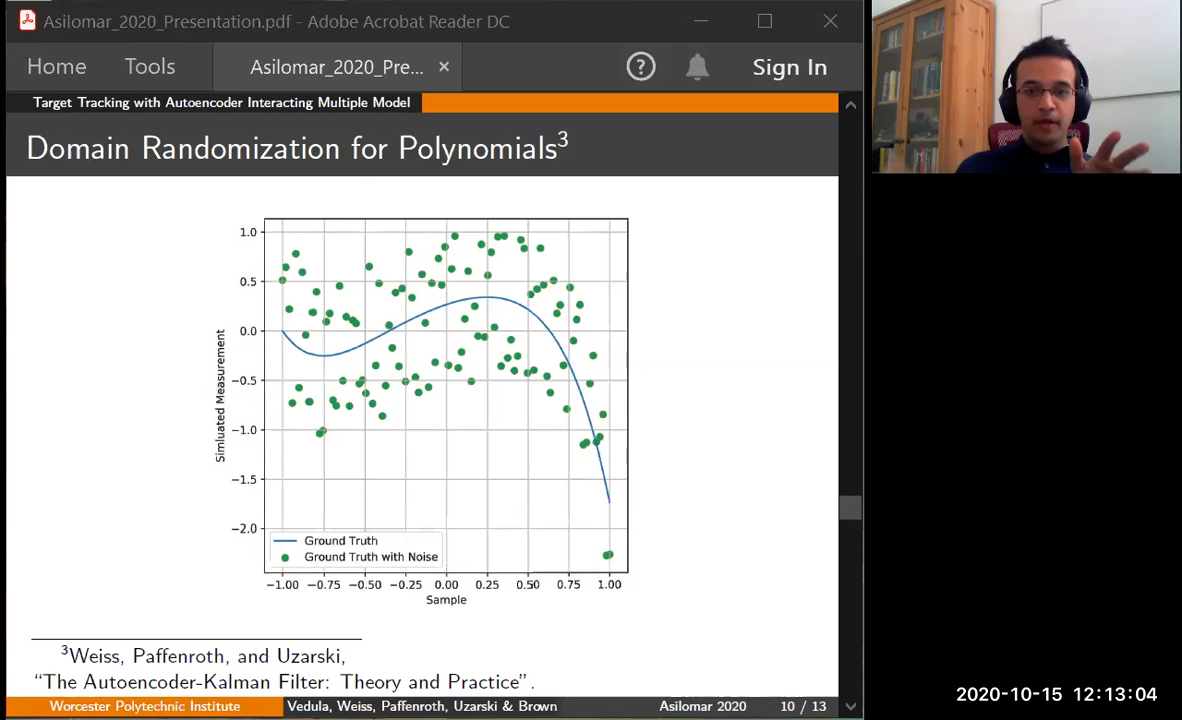 Asilomar_2020_Presentation.pdf - Adobe Acrobat Reader DC
Home Tools Asilomar_2020_Pre... × ? Sign In
Target Tracking with Autoencoder Interacting Multiple Model
Domain Randomization for Polynomials3
1.0
0.5
0.0
−0.5
−1.0
−1.5
−2.0
Simluated Measurement
Ground Truth
Ground Truth with Noise
−1.00 −0.75 −0.50 −0.25 0.00 0.25 0.50 0.75 1.00
Sample
3Weiss, Paffenroth, and Uzarski,
“The Autoencoder-Kalman Filter: Theory and Practice”.
Worcester Polytechnic Institute Vedula, Weiss, Paffenroth, Uzarski & Brown Asilomar 2020 10 / 13
2020-10-15 12:13:04